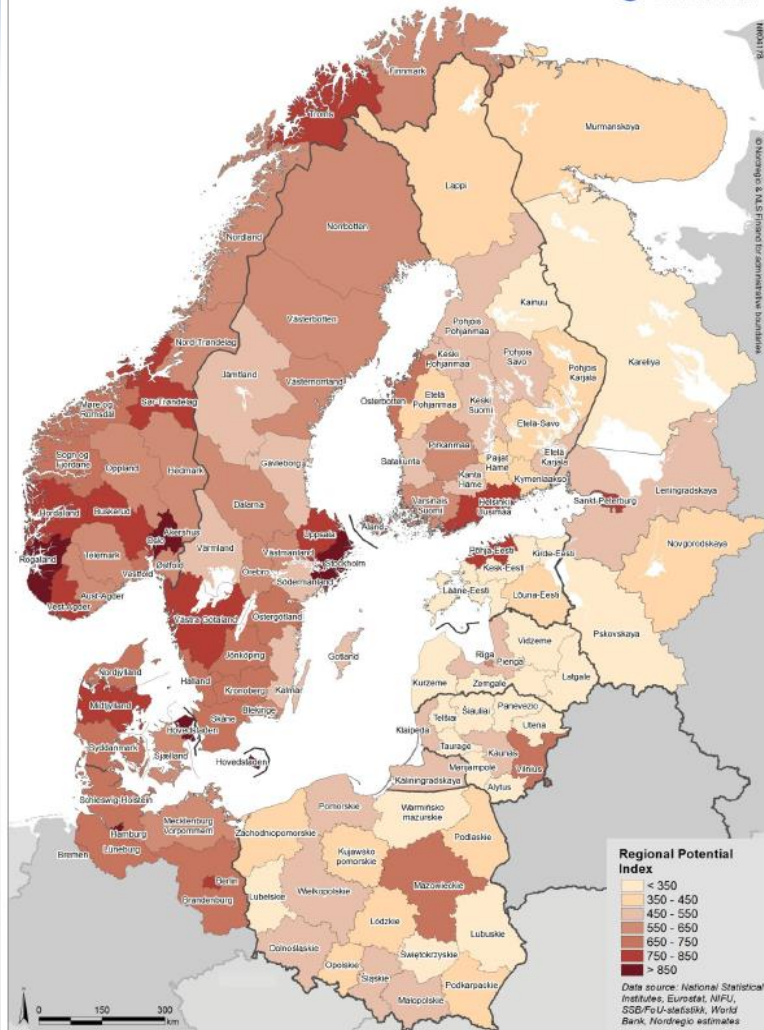 Finnmark
Troms
Murmanskaya
Lappi
Nordland
Norrbotten
Kareliya
Västerbotten
Kainuu
Pohjois
Pohjanmaa
Nord-Trøndelag
Keski
Pohjanmaa
Pohjois
Savo
Pohjois
Karjala
Jämtland
Västernorrland
Österbotten
Etelä
Pohjanmaa
Keski
Suomi
Møre og
Romsdal
Sør-Trøndelag
Etelä-Savo
Pirkanmaa
Sogn og
Fjordane
Oppland
Hedmark
Gävleborg
Satakunta
Kanta
Häme
Päijät
Häme
Etelä
Karjala
Kymenlaakso
Leningradskaya
Dalarna
Varsinais
Suomi
Helsinki-
Uusimaa
Sankt-Peterburg
Hordaland
Buskerud
Akershus
Oslo
Uppsala
Åland
Rogaland
Telemark
Østfold
Vestfold
Värmland
Västmanland
Stockholm
Örebro
Södermanland
Pohja-Eesti
Kirde-Eesti
Kesk-Eesti
Novgorodskaya
Aust-Agder
Vest-Agder
Lääne-Eesti
Lõuna-Eesti
Västra Götaland
Östergötland
Pskovskaya
Jönköping
Gotland
Vidzeme
Riga
Pieriga
Nordjylland
Halland
Kronoberg
Kalmar
Kurzeme
Zemgale
Latgale
Midtjylland
Blekinge
Skåne
Telšiai
Šiauliai
Panevezio
Utena
Hovedstaden
Klaipeda
Syddanmark
Sjælland
Taurage
Kaunas
Hovedstaden
Marijampole
Vilnius
Kaliningradskaya
Alytus
Schleswig-Holstein
Pomorskie
Warmińsko
mazurskie
Mecklenburg
Vorpommern
Zachodniopomorskie
Podlaskie
Hamburg
Lüneburg
Kujawsko
pomorskie
Bremen
Berlin
Mazowieckie
Lubelskie
Wielkopolskie
Brandenburg
Łódzkie
Lubuskie
Dolnośląskie
Świętokrzyskie
Opolskie
Śląskie
Podkarpackie
Małopolskie
Regional Potential
Index
< 350
350 - 450
450 - 550
550 - 650
650 - 750
750 - 850
> 850
Data source: National Statistical
Institutes, Eurostat, NIFU,
SSB/FoU-statistikk, World
Bank, Nordregio estimates
0 150 300
km
© Nordregio & NLS Finland for administrative boundaries